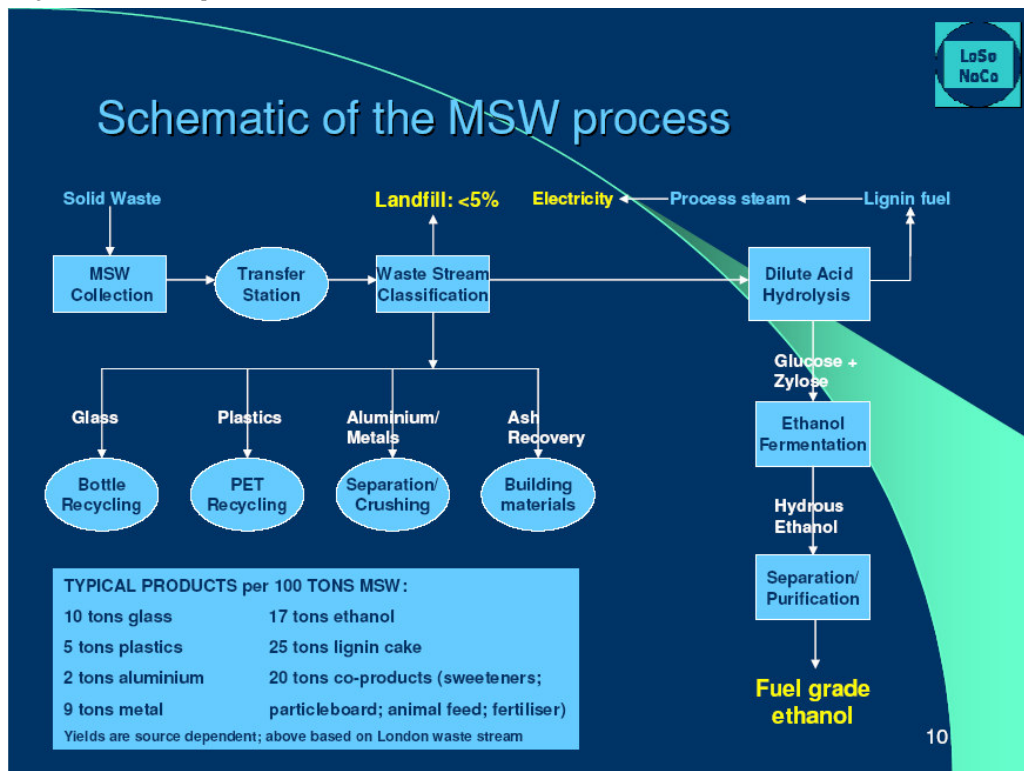 LoSo
NoCo
Schematic of the MSW process
Solid Waste
Landfill: <5%
Electricity
Process steam
Lignin fuel
MSW
Collection
Transfer
Station
Waste Stream
Classification
Dilute Acid
Hydrolysis
Glucose +
Zylose
Glass
Plastics
Aluminium/
Metals
Ash
Recovery
Ethanol
Fermentation
Bottle
Recycling
PET
Recycling
Separation/
Crushing
Building
materials
Hydrous
Ethanol
Separation/
Purification
TYPICAL PRODUCTS per 100 TONS MSW:
10 tons glass
17 tons ethanol
5 tons plastics
25 tons lignin cake
2 tons aluminium
20 tons co-products (sweeteners;
9 tons metal
particleboard; animal feed; fertiliser)
Yields are source dependent; above based on London waste stream
Fuel grade
ethanol
10